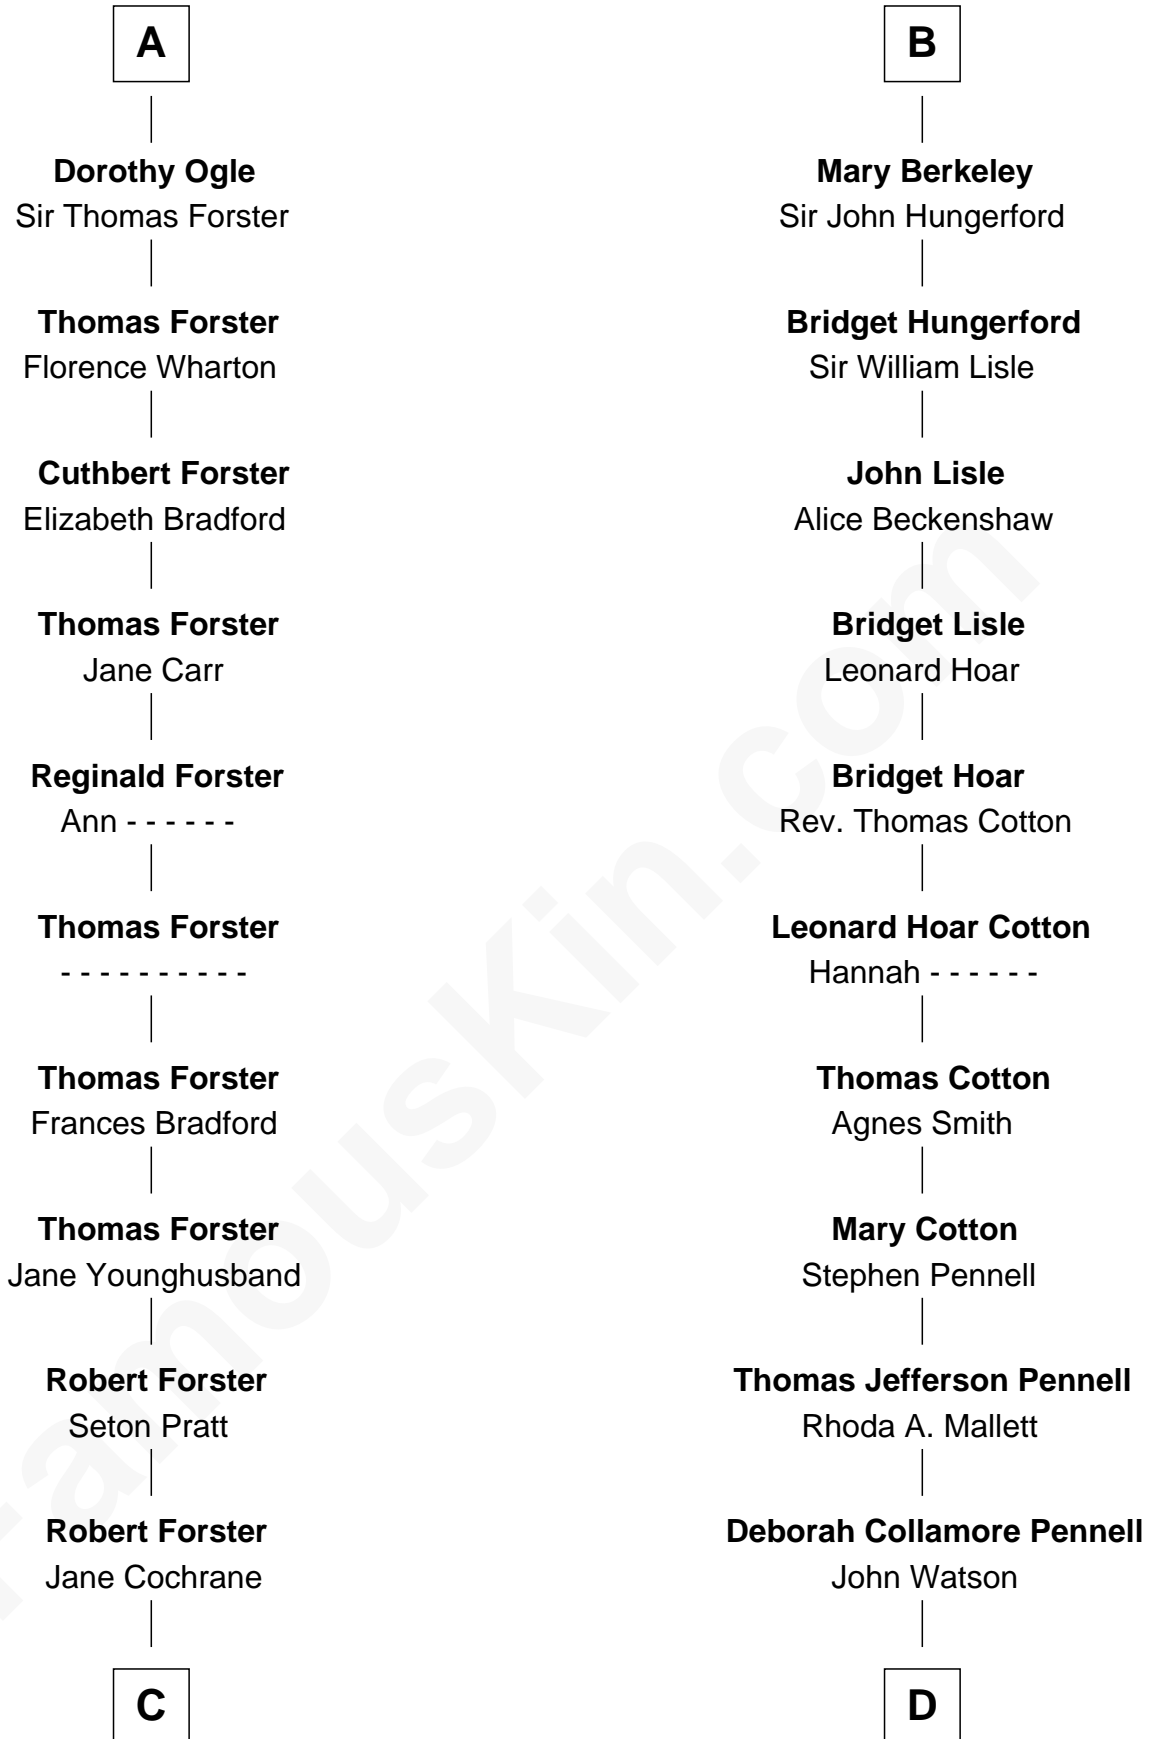 A
Dorothy Ogle
Sir Thomas Forster
Thomas Forster
Florence Wharton
Cuthbert Forster
Elizabeth Bradford
Thomas Forster
Jane Carr
Reginald Forster
Ann - - - - - -
Thomas Forster
- - - - - - - - - -
Thomas Forster
Frances Bradford
Thomas Forster
Jane Younghusband
Robert Forster
Seton Pratt
Robert Forster
Jane Cochrane
C
B
Mary Berkeley
Sir John Hungerford
Bridget Hungerford
Sir William Lisle
John Lisle
Alice Beckenshaw
Bridget Lisle
Leonard Hoar
Bridget Hoar
Rev. Thomas Cotton
Leonard Hoar Cotton
Hannah - - - - - -
Thomas Cotton
Agnes Smith
Mary Cotton
Stephen Pennell
Thomas Jefferson Pennell
Rhoda A. Mallett
Deborah Collamore Pennell
John Watson
D
FamousKin.com